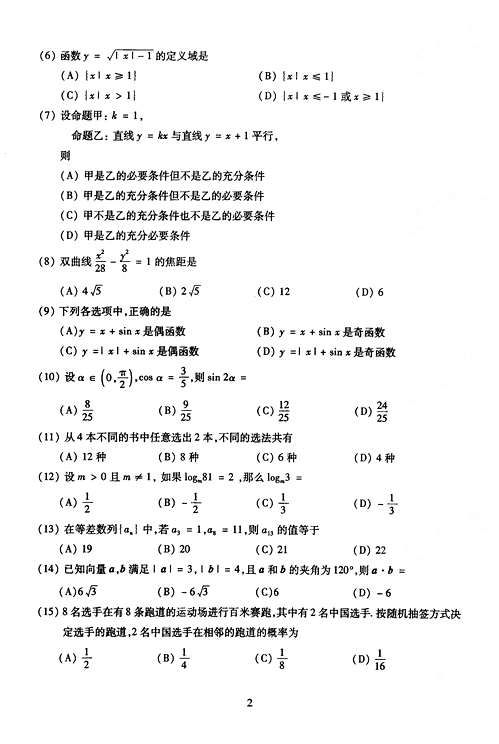 (6) 函数 y = √|x|-1 的定义域是
(A) {x| x ≥ 1} (B) {x| x ≤ 1}
(C) {x| x > 1} (D) {x| x ≤ -1 或 x ≥ 1}
(7) 设命题甲: k = 1,
命题乙: 直线 y = kx 与直线 y = x + 1 平行,
则
(A) 甲是乙的必要条件但不是乙的充分条件
(B) 甲是乙的充分条件但不是乙的必要条件
(C) 甲不是乙的充分条件也不是乙的必要条件
(D) 甲是乙的充分必要条件
(8) 双曲线 x²/28 - y²/8 = 1 的焦距是
(A) 4√5 (B) 2√5 (C) 12 (D) 6
(9) 下列各选项中,正确的是
(A) y = x + sin x 是偶函数 (B) y = x + sin x 是奇函数
(C) y =|x| + sin x 是偶函数 (D) y =|x| + sin x 是奇函数
(10) 设 α ∈ (0, π/2), cos α = 3/5, 则 sin 2α =
(A) 8/25 (B) 9/25 (C) 12/25 (D) 24/25
(11) 从 4 本不同的书中任意选出 2 本,不同的选法共有
(A) 12 种 (B) 8 种 (C) 6 种 (D) 4 种
(12) 设 m > 0 且 m ≠ 1, 如果 logₘ81 = 2 ,那么 logₘ3 =
(A) 1/2 (B) -1/2 (C) 1/3 (D) -1/3
(13) 在等差数列{aₙ}中,若 a₃ = 1,a₈ = 11,则 a₁₃ 的值等于
(A) 19 (B) 20 (C) 21 (D) 22
(14) 已知向量 a,b 满足 |a| = 3, |b| = 4,且 a 和 b 的夹角为 120°,则 a · b =
(A)6√3 (B) -6√3 (C)6 (D) -6
(15) 8 名选手在有 8 条跑道的运动场进行百米赛跑,其中有 2 名中国选手. 按随机抽签方式决
定选手的跑道,2 名中国选手在相邻的跑道的概率为
(A) 1/2 (B) 1/4 (C) 1/8 (D) 1/16
2